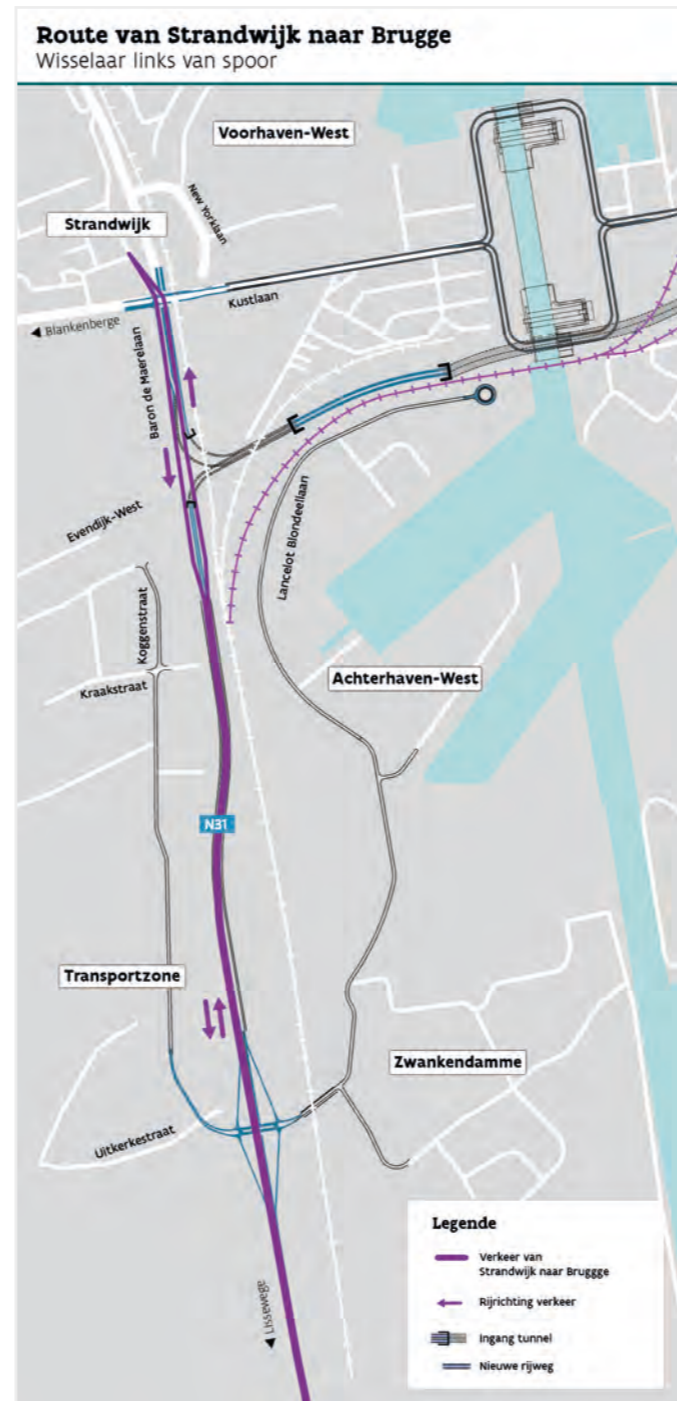 Route van Strandwijk naar Brugge
Wisselaar links van spoor
Voorhaven-West
New Yorklaan
Strandwijk
Kustlaan
◀ Blankenberge
Baron de Maerelaan
Evendijk-West
Lancelot Blondeellaan
Koggenstraat
Achterhaven-West
Kraakstraat
N31
Transportzone
Zwankendamme
Uitkerkestraat
◀ Lissewege
Legende
Verkeer van
Strandwijk naar Bruggge
Rijrichting verkeer
Ingang tunnel
Nieuwe rijweg